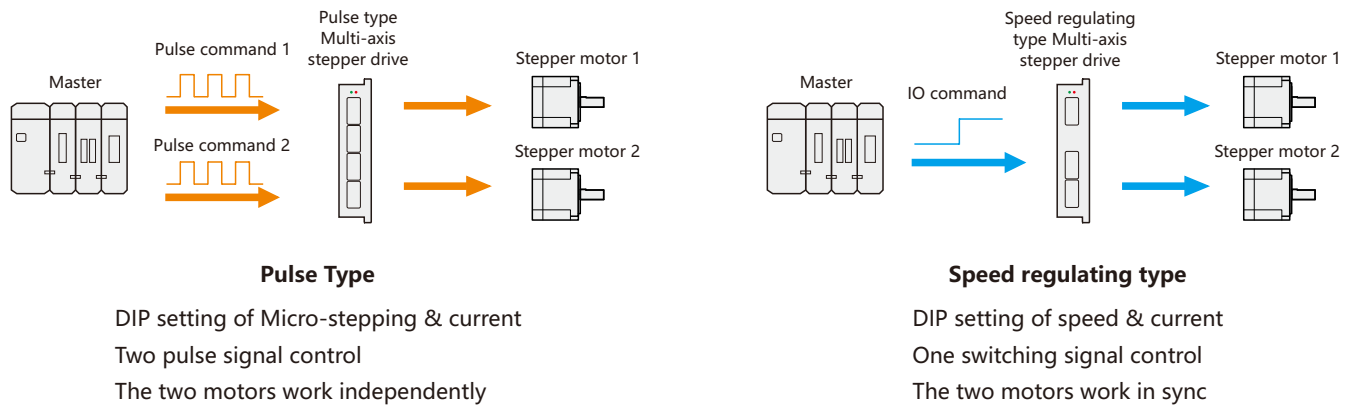 Master
Pulse command 1
Pulse command 2
Pulse type
Multi-axis
stepper drive
Stepper motor 1
Stepper motor 2
Pulse Type
DIP setting of Micro-stepping & current
Two pulse signal control
The two motors work independently
Master
IO command
Speed regulating
type Multi-axis
stepper drive
Stepper motor 1
Stepper motor 2
Speed regulating type
DIP setting of speed & current
One switching signal control
The two motors work in sync